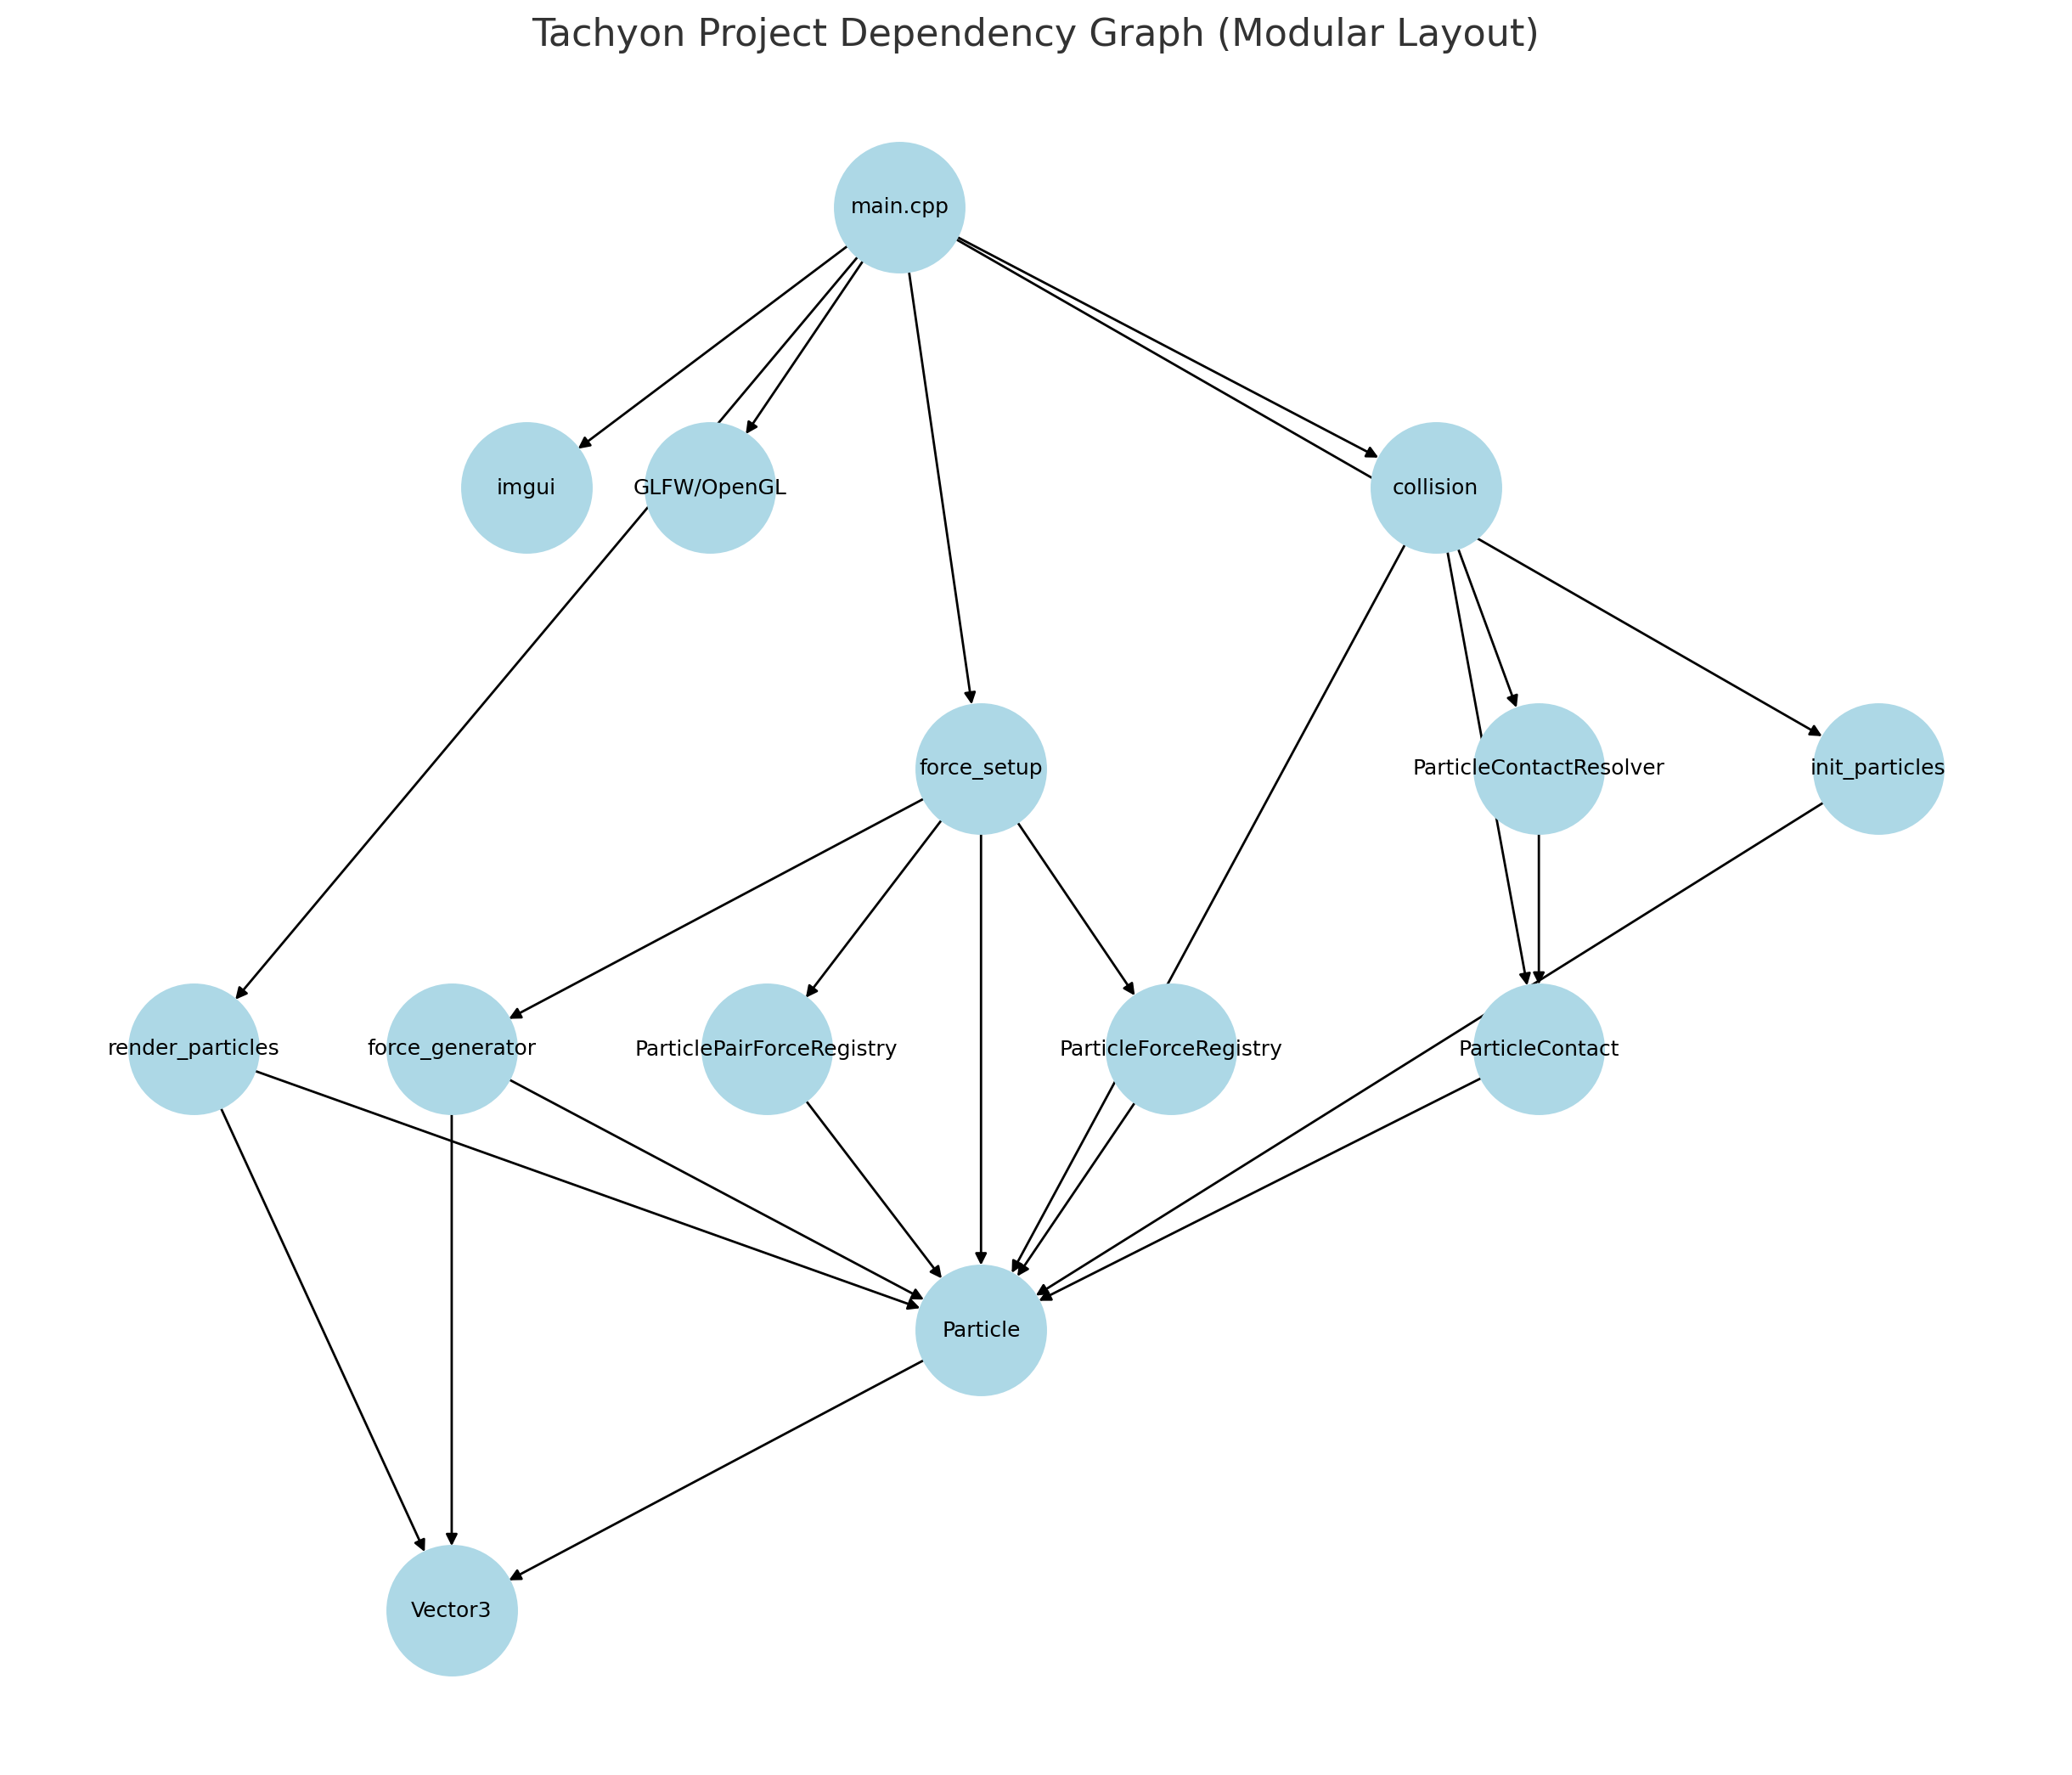 Tachyon Project Dependency Graph (Modular Layout)
main.cpp
imgui
GLFW/OpenGL
collision
force_setup
ParticleContactResolver
init_particles
render_particles
force_generator
ParticlePairForceRegistry
ParticleForceRegistry
ParticleContact
Particle
Vector3